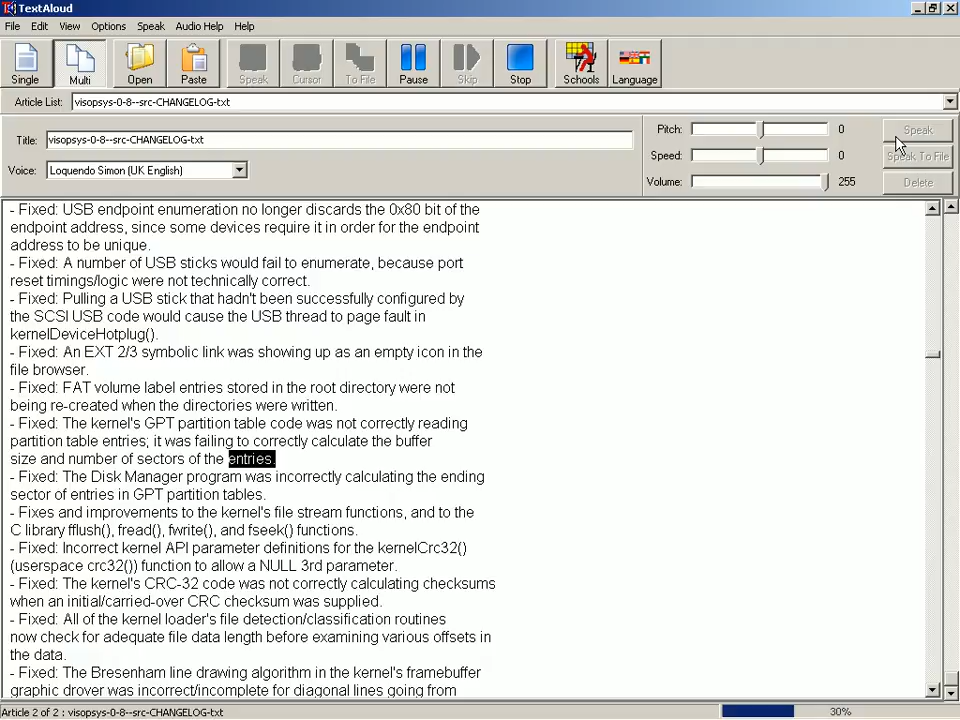 TextAloud
File Edit View Options Speak Audio Help Help
Single Multi Open Paste Speak Cursor To File Pause Skip Stop Schools Language
Article List: visopsys-0-8--src-CHANGELOG-txt
Title: visopsys-0-8--src-CHANGELOG-txt
Voice: Loquendo Simon (UK English)
Pitch: 0 Speak
Speed: 0 Speak To File
Volume: 255 Delete
- Fixed: USB endpoint enumeration no longer discards the 0x80 bit of the
endpoint address, since some devices require it in order for the endpoint
address to be unique.
- Fixed: A number of USB sticks would fail to enumerate, because port
reset timings/logic were not technically correct.
- Fixed: Pulling a USB stick that hadn't been successfully configured by
the SCSI USB code would cause the USB thread to page fault in
kernelDeviceHotplug().
- Fixed: An EXT 2/3 symbolic link was showing up as an empty icon in the
file browser.
- Fixed: FAT volume label entries stored in the root directory were not
being re-created when the directories were written.
- Fixed: The kernel's GPT partition table code was not correctly reading
partition table entries; it was failing to correctly calculate the buffer
size and number of sectors of the entries.
- Fixed: The Disk Manager program was incorrectly calculating the ending
sector of entries in GPT partition tables.
- Fixes and improvements to the kernel's file stream functions, and to the
C library fflush(), fread(), fwrite(), and fseek() functions.
- Fixed: Incorrect kernel API parameter definitions for the kernelCrc32()
(userspace crc32()) function to allow a NULL 3rd parameter.
- Fixed: The kernel's CRC-32 code was not correctly calculating checksums
when an initial/carried-over CRC checksum was supplied.
- Fixed: All of the kernel loader's file detection/classification routines
now check for adequate file data length before examining various offsets in
the data.
- Fixed: The Bresenham line drawing algorithm in the kernel's framebuffer
graphic drover was incorrect/incomplete for diagonal lines going from
Article 2 of 2 : visopsys-0-8--src-CHANGELOG-txt 30%